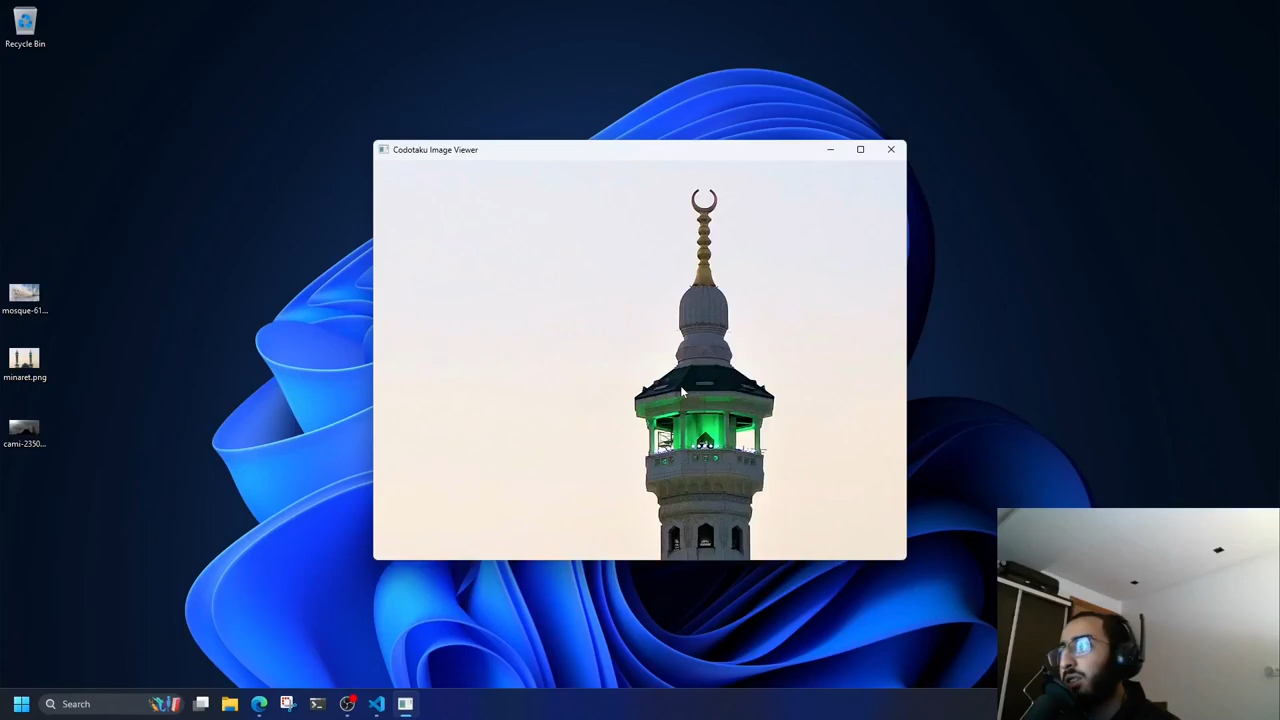 Recycle Bin
Codotaku Image Viewer
mosque-61...
minaret.png
cami-2350...
Search